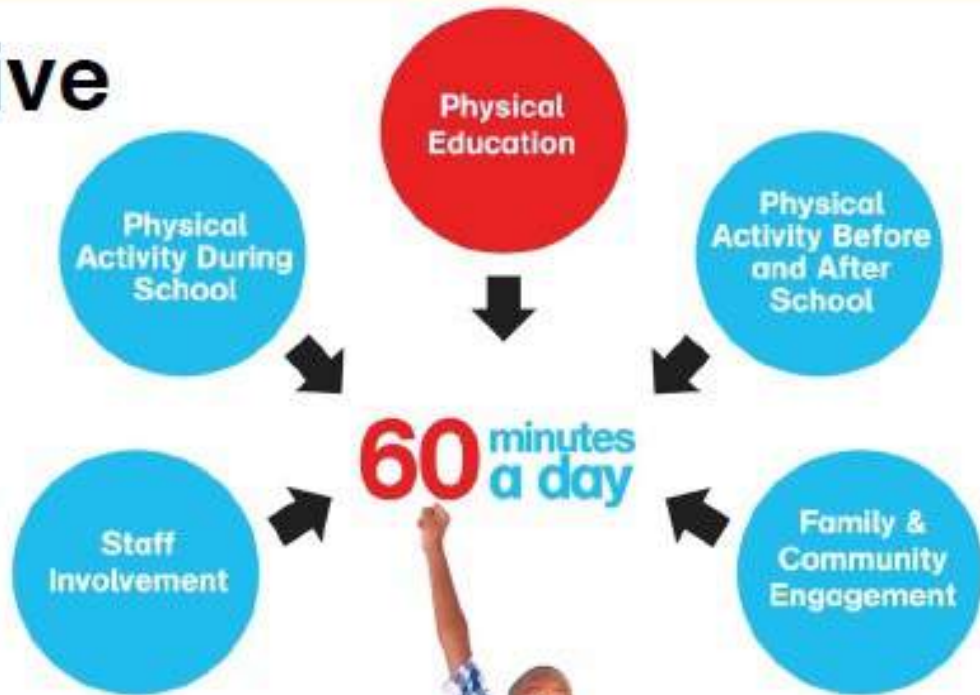 ive
Physical
Education
Physical
Activity During
School
Physical
Activity Before
and After
School
60 minutes
a day
Staff
Involvement
Family &
Community
Engagement